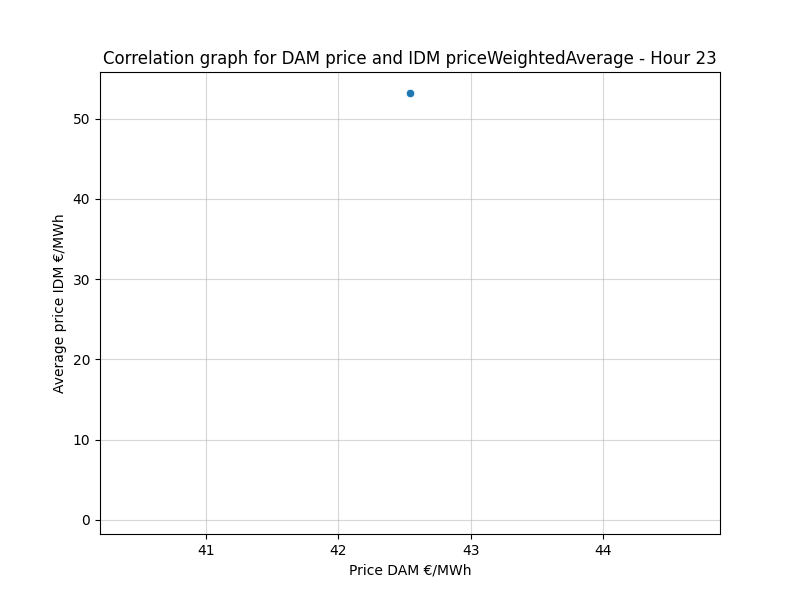 Correlation graph for DAM price and IDM priceWeightedAverage - Hour 23
50
40
30
20
10
0
Average price IDM €/MWh
41 42 43 44
Price DAM €/MWh